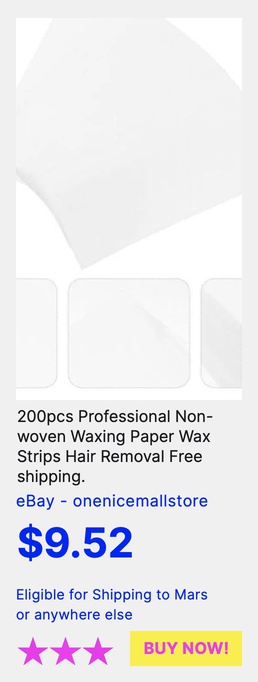 200pcs Professional Non-
woven Waxing Paper Wax
Strips Hair Removal Free
shipping.
eBay - onenicemallstore
$9.52
Eligible for Shipping to Mars
or anywhere else
BUY NOW!